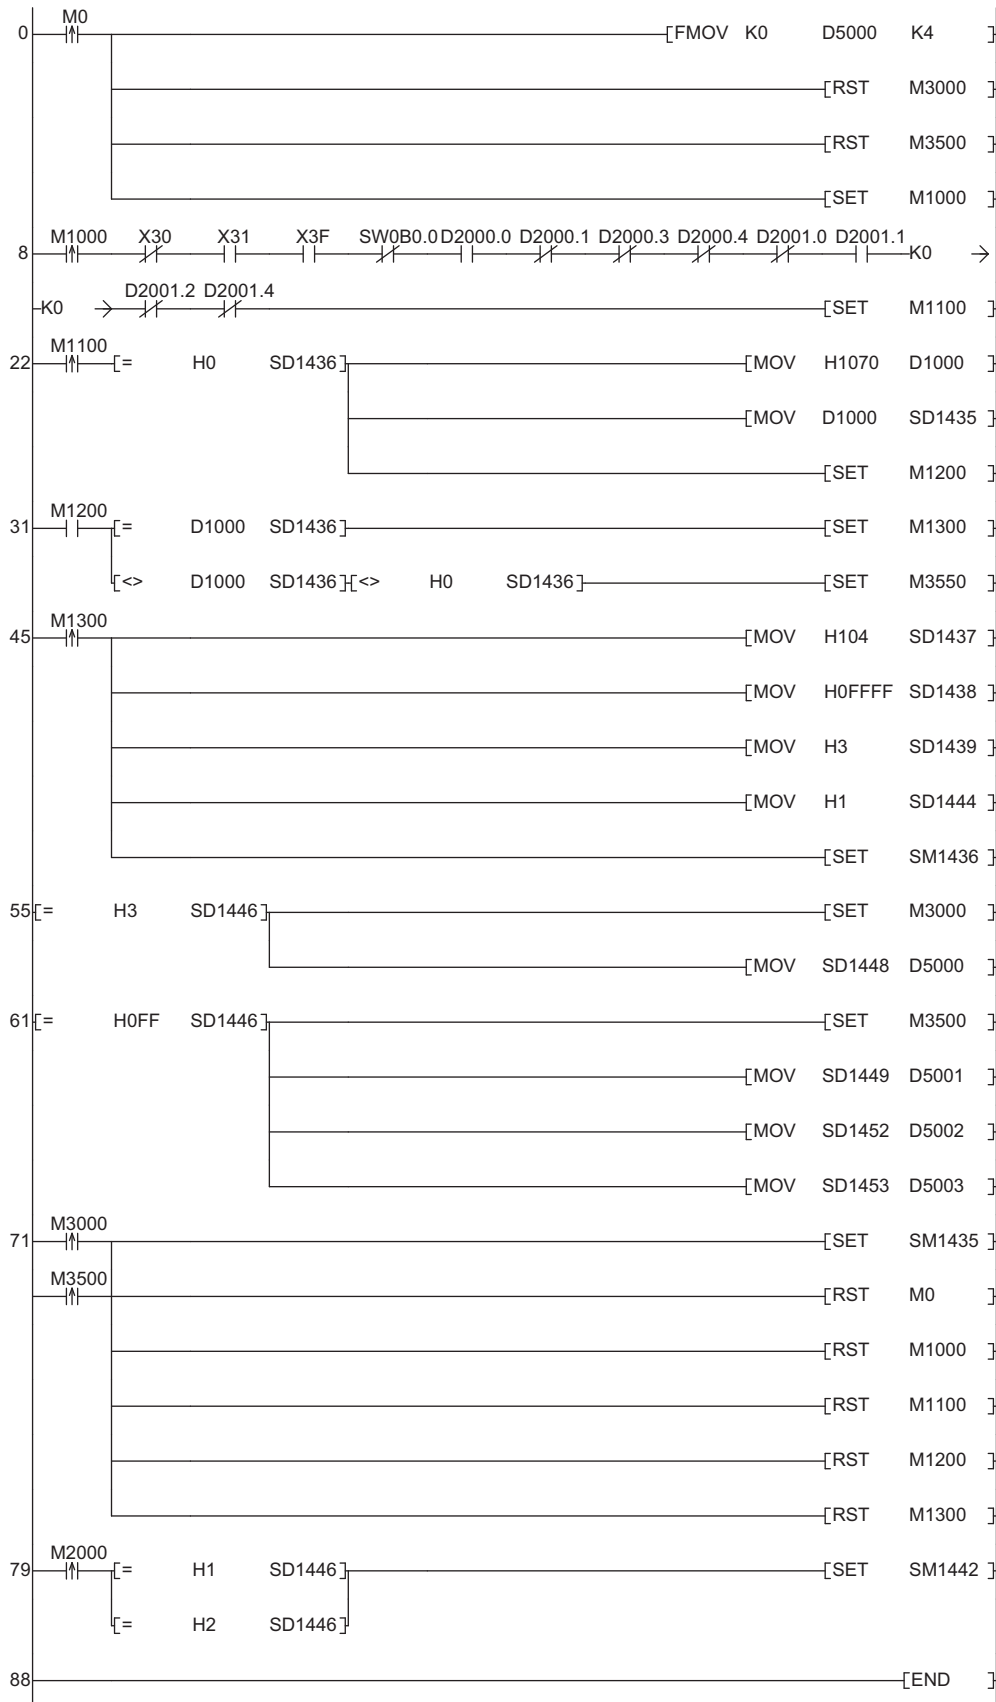 M0
0 [FMOV K0 D5000 K4 ]
[RST M3000 ]
[RST M3500 ]
[SET M1000 ]
M1000 X30 X31 X3F SW0B0.0 D2000.0 D2000.1 D2000.3 D2000.4 D2001.0 D2001.1
8 K0
D2001.2 D2001.4
K0 [SET M1100 ]
M1100
22 [= H0 SD1436 ] [MOV H1070 D1000 ]
[MOV D1000 SD1435 ]
[SET M1200 ]
M1200
31 [= D1000 SD1436 ] [SET M1300 ]
[<> D1000 SD1436 ] [<> H0 SD1436 ] [SET M3550 ]
M1300
45 [MOV H104 SD1437 ]
[MOV H0FFFF SD1438 ]
[MOV H3 SD1439 ]
[MOV H1 SD1444 ]
[SET SM1436 ]
55 [= H3 SD1446 ] [SET M3000 ]
[MOV SD1448 D5000 ]
61 [= H0FF SD1446 ] [SET M3500 ]
[MOV SD1449 D5001 ]
[MOV SD1452 D5002 ]
[MOV SD1453 D5003 ]
M3000
71 [SET SM1435 ]
M3500
[RST M0 ]
[RST M1000 ]
[RST M1100 ]
[RST M1200 ]
[RST M1300 ]
M2000
79 [= H1 SD1446 ] [SET SM1442 ]
[= H2 SD1446 ]
88 [END ]